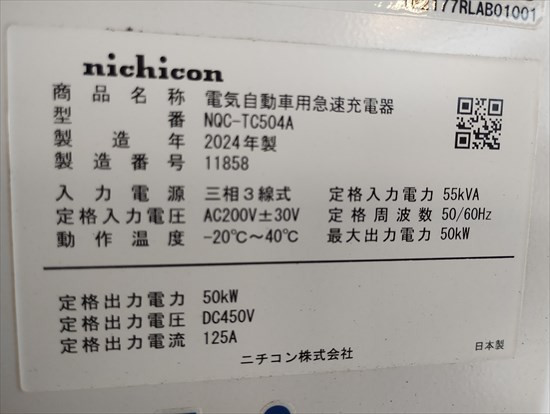 177RLAB01001
nichicon
商品名称 電気自動車用急速充電器
型番 NQC-TC504A
製造年 2024年製
製造番号 11858
入力電源 三相3線式 定格入力電力 55kVA
定格入力電圧 AC200V±30V 定格周波数 50/60Hz
動作温度 -20℃～40℃ 最大出力電力 50kW
定格出力電力 50kW
定格出力電圧 DC450V
定格出力電流 125A
ニチコン株式会社 日本製